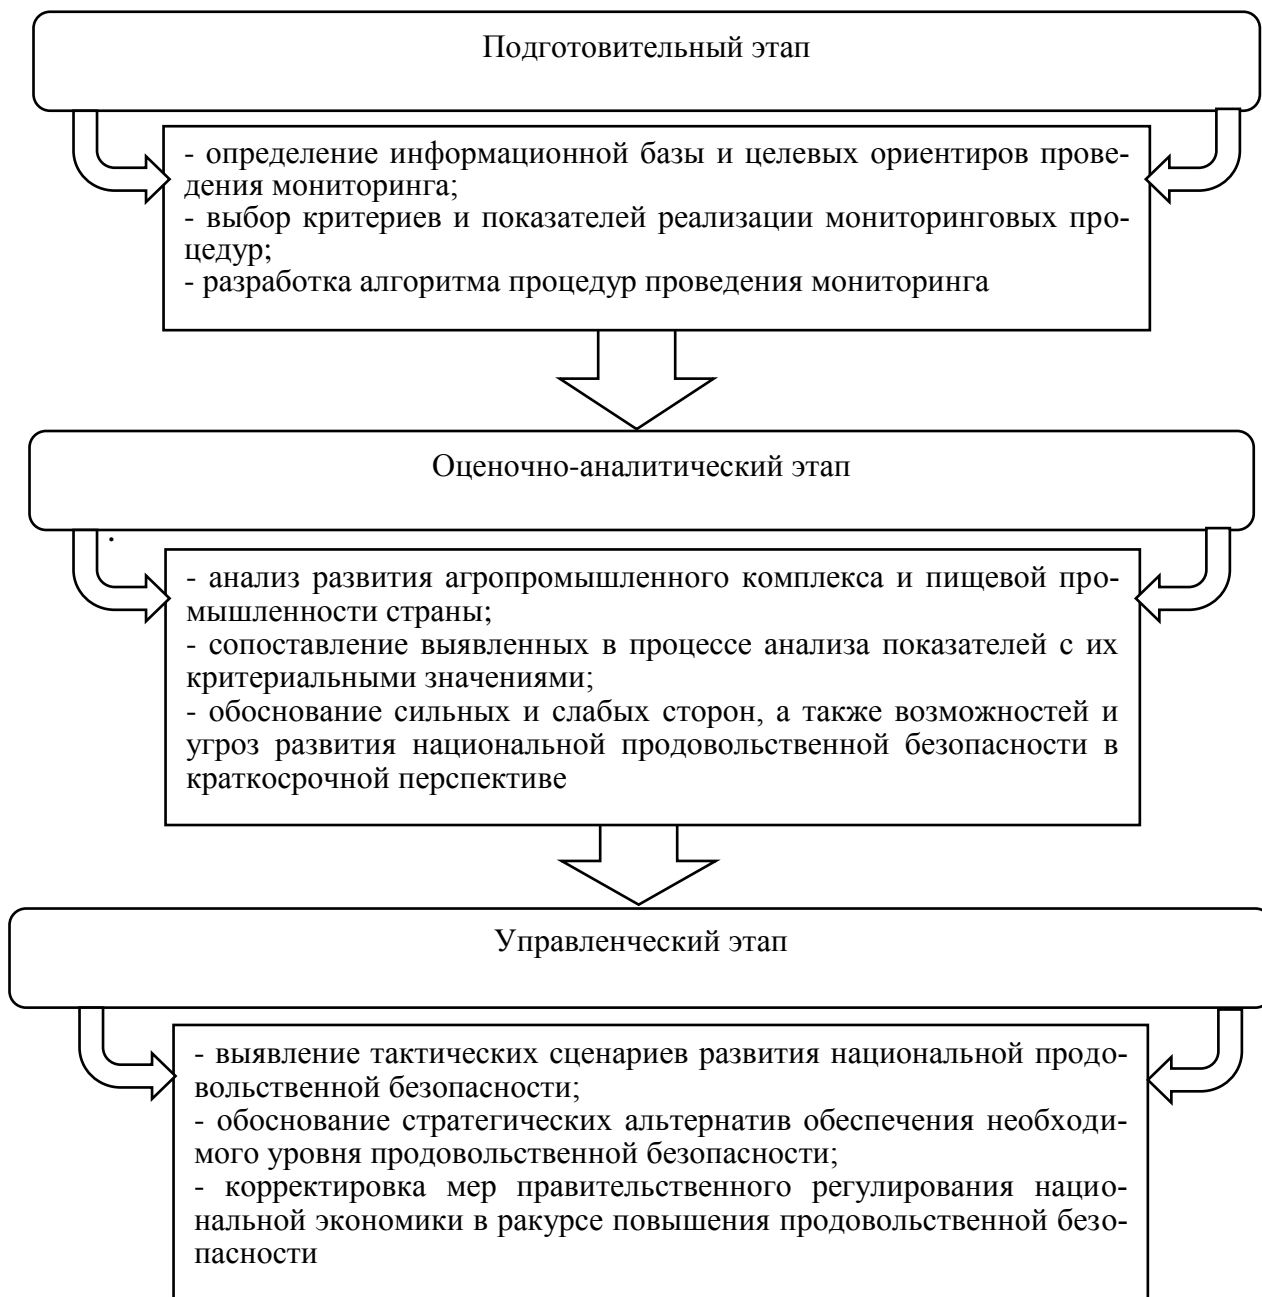 Подготовительный этап
- определение информационной базы и целевых ориентиров прове-
дения мониторинга;
- выбор критериев и показателей реализации мониторинговых про-
цедур;
- разработка алгоритма процедур проведения мониторинга
Оценочно-аналитический этап
.
- анализ развития агропромышленного комплекса и пищевой про-
мышленности страны;
- сопоставление выявленных в процессе анализа показателей с их
критериальными значениями;
- обоснование сильных и слабых сторон, а также возможностей и
угроз развития национальной продовольственной безопасности в
краткосрочной перспективе
Управленческий этап
- выявление тактических сценариев развития национальной продо-
вольственной безопасности;
- обоснование стратегических альтернатив обеспечения необходи-
мого уровня продовольственной безопасности;
- корректировка мер правительственного регулирования нацио-
нальной экономики в ракурсе повышения продовольственной безо-
пасности